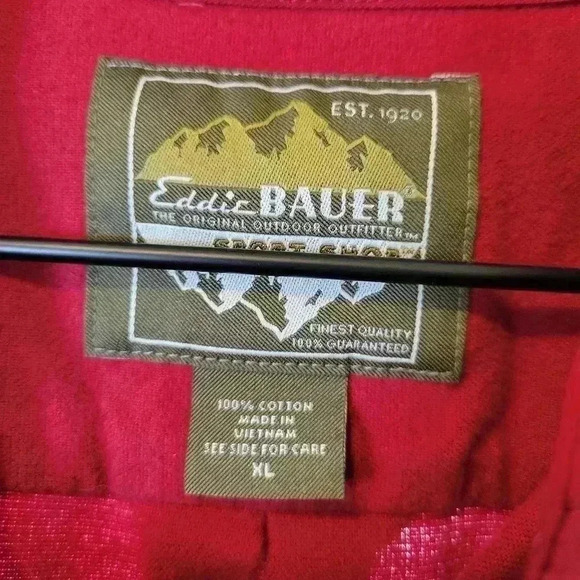 EST. 1920
Eddie BAUER®
THE ORIGINAL OUTDOOR OUTFITTER™
SPORT SHOP
FINEST QUALITY
100% GUARANTEED
100% COTTON
MADE IN
VIETNAM
SEE SIDE FOR CARE
XL